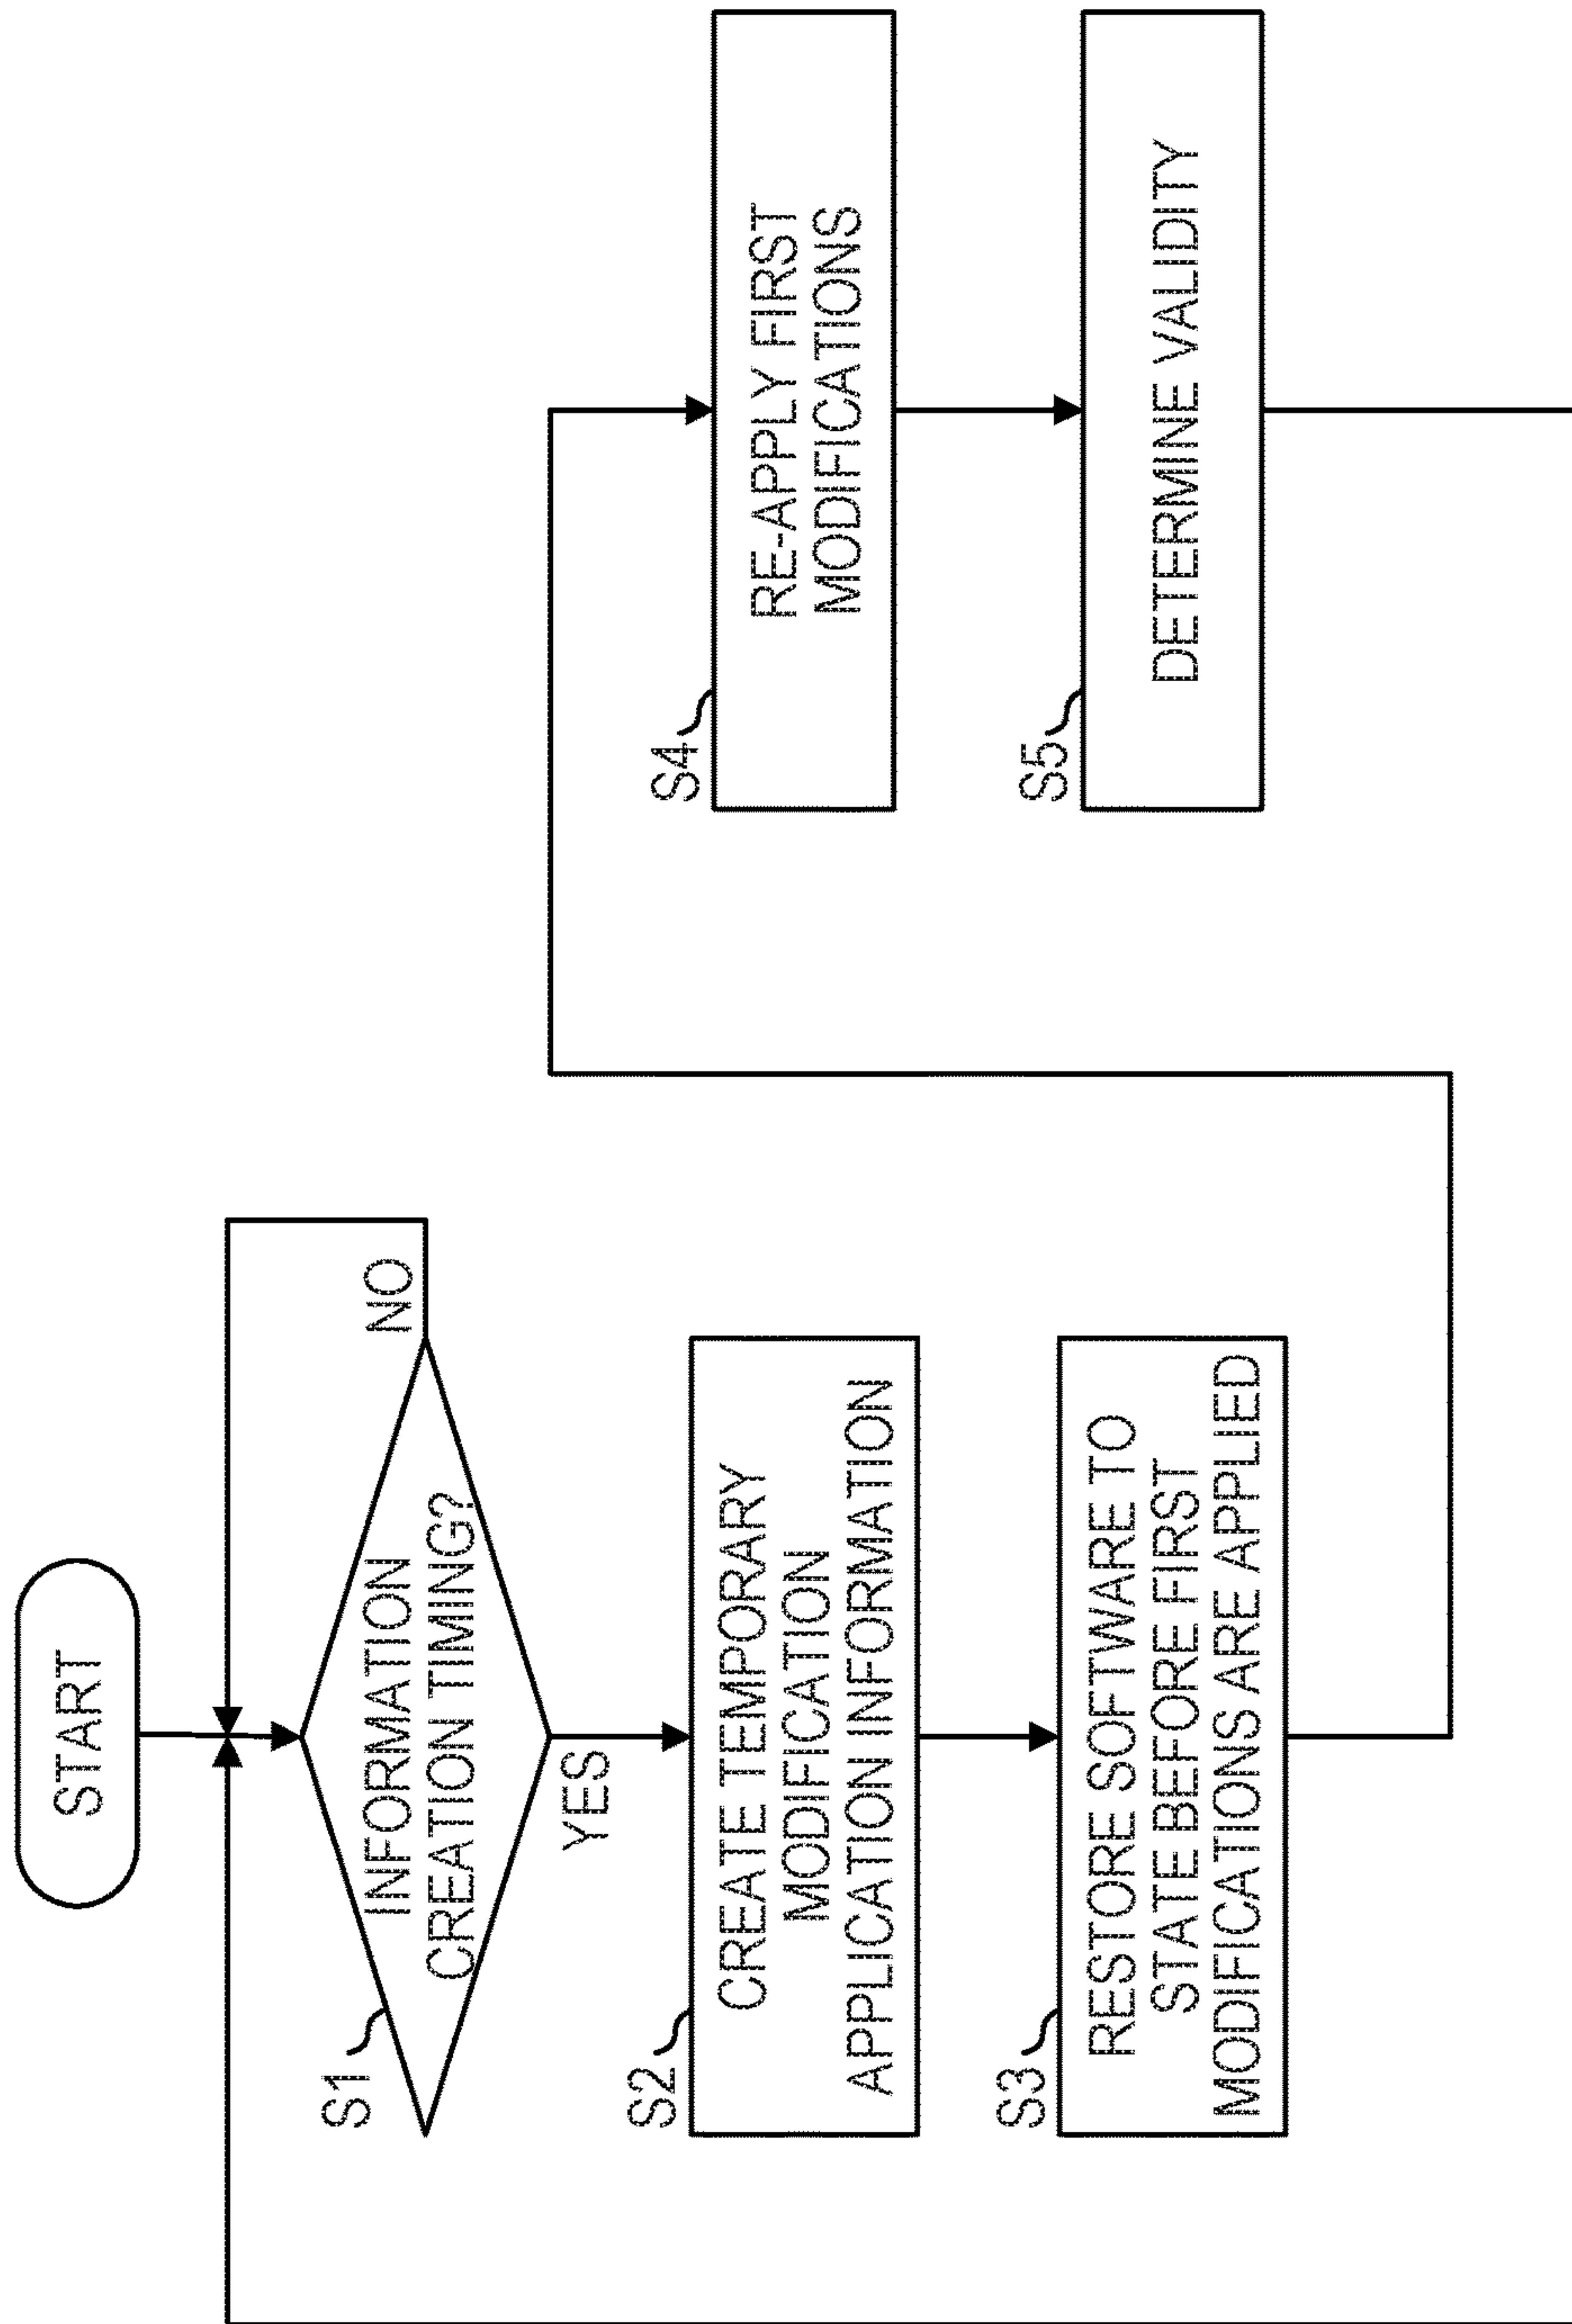 START
S1
INFORMATION
CREATION TIMING?
NO
YES
S2
CREATE TEMPORARY
MODIFICATION
APPLICATION INFORMATION
S3
RESTORE SOFTWARE TO
STATE BEFORE FIRST
MODIFICATIONS ARE APPLIED
S4
RE-APPLY FIRST
MODIFICATIONS
S5
DETERMINE VALIDITY